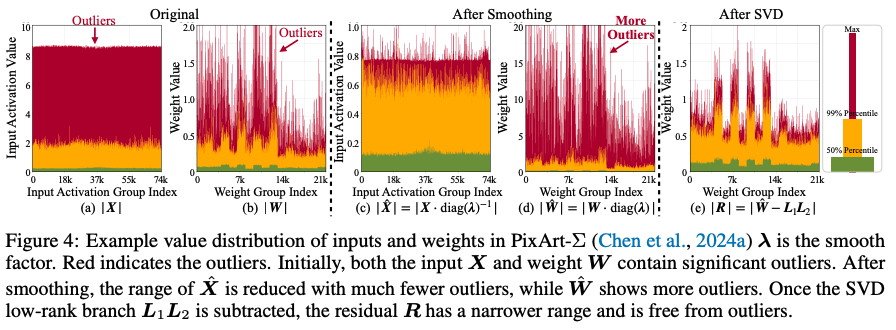 Original
After Smoothing
After SVD
Outliers
Input Activation Value
10
8
6
4
2
0
0 18k 37k 55k 74k
Input Activation Group Index
(a) |X|
Outliers
Weight Value
2.0
1.5
1.0
0.5
0
0 7k 14k 21k
Weight Group Index
(b) |W|
Input Activation Value
1.0
0.8
0.6
0.4
0.2
0.0
0 18k 37k 55k 74k
Input Activation Group Index
(c) |X̂| = |X · diag(λ)⁻¹|
More
Outliers
Weight Value
20
15
10
5
0
0 7k 14k 21k
Weight Group Index
(d) |Ŵ| = |W · diag(λ)|
Weight Value
2
1.5
1
0.5
0
0 7k 14k 21k
Weight Group Index
(e) |R| = |Ŵ − L₁L₂|
Max
99% Percentile
50% Percentile
Figure 4: Example value distribution of inputs and weights in PixArt-Σ (Chen et al., 2024a) λ is the smooth
factor. Red indicates the outliers. Initially, both the input X and weight W contain significant outliers. After
smoothing, the range of X̂ is reduced with much fewer outliers, while Ŵ shows more outliers. Once the SVD
low-rank branch L₁L₂ is subtracted, the residual R has a narrower range and is free from outliers.